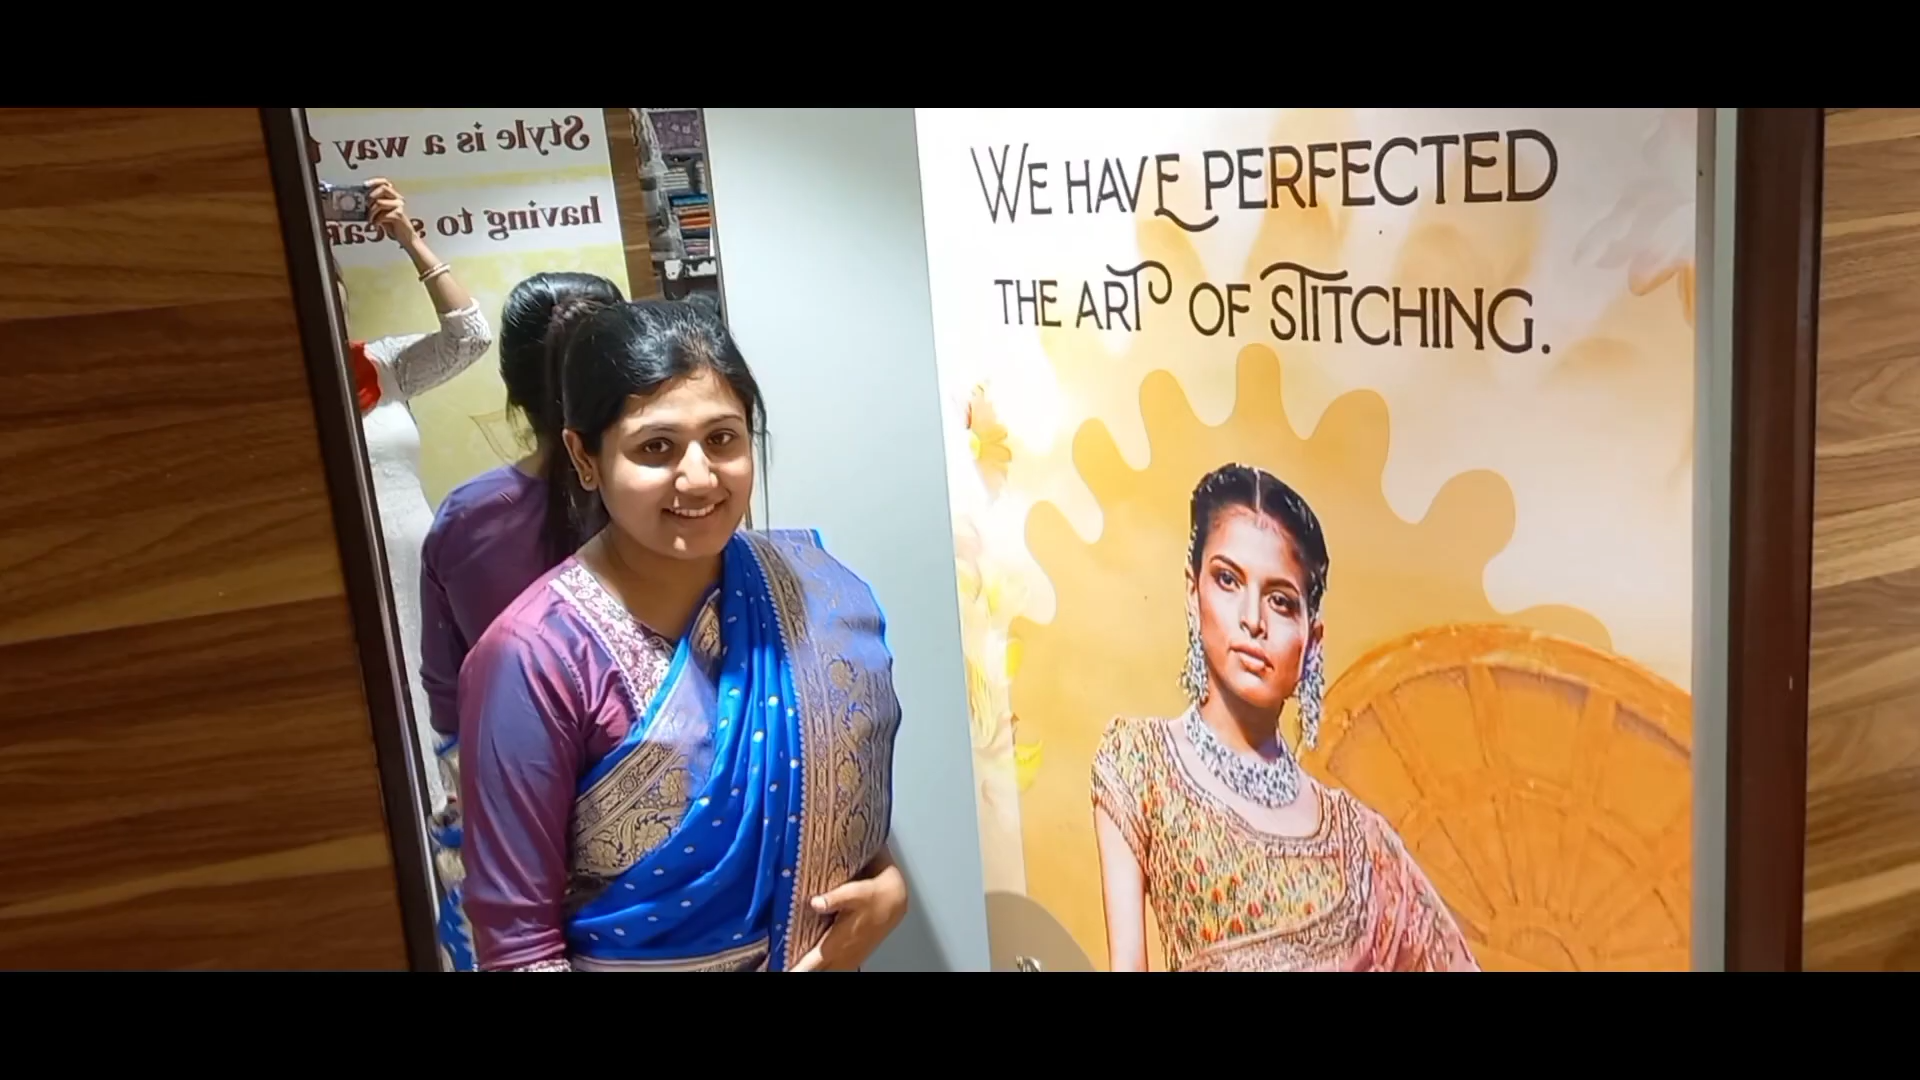 Style is a way
having to
WE HAVE PERFECTED
THE ART OF STITCHING.